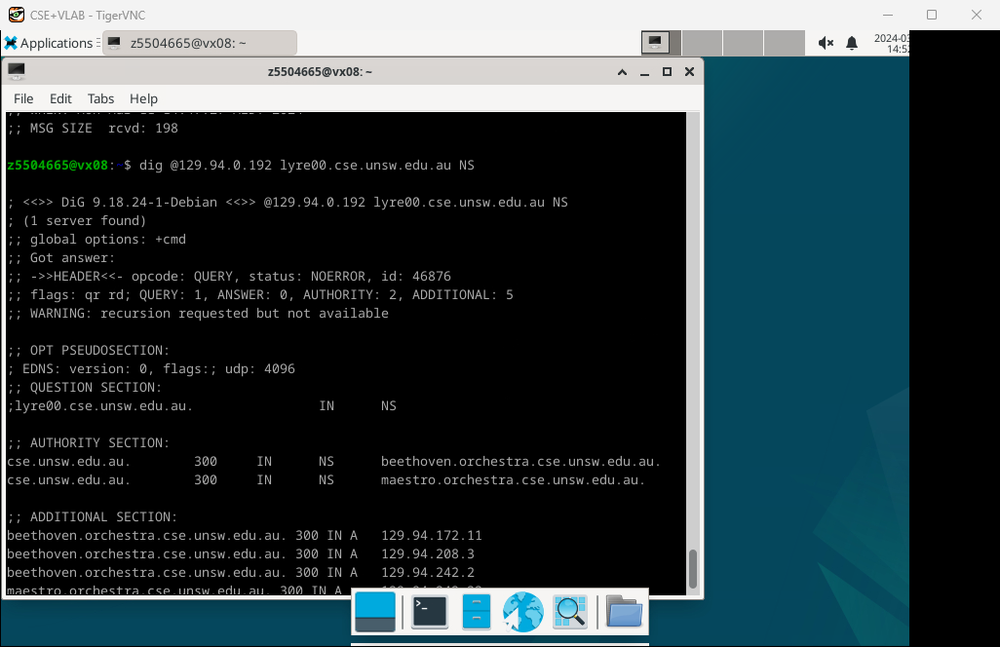 CSE+VLAB - TigerVNC
Applications
z5504665@vx08: ~
2024-03
14:52
z5504665@vx08: ~
File Edit Tabs Help
;; MSG SIZE  rcvd: 198
z5504665@vx08:~$ dig @129.94.0.192 lyre00.cse.unsw.edu.au NS
; <<>> DiG 9.18.24-1-Debian <<>> @129.94.0.192 lyre00.cse.unsw.edu.au NS
; (1 server found)
;; global options: +cmd
;; Got answer:
;; ->>HEADER<<- opcode: QUERY, status: NOERROR, id: 46876
;; flags: qr rd; QUERY: 1, ANSWER: 0, AUTHORITY: 2, ADDITIONAL: 5
;; WARNING: recursion requested but not available
;; OPT PSEUDOSECTION:
; EDNS: version: 0, flags:; udp: 4096
;; QUESTION SECTION:
;lyre00.cse.unsw.edu.au. IN NS
;; AUTHORITY SECTION:
cse.unsw.edu.au. 300 IN NS beethoven.orchestra.cse.unsw.edu.au.
cse.unsw.edu.au. 300 IN NS maestro.orchestra.cse.unsw.edu.au.
;; ADDITIONAL SECTION:
beethoven.orchestra.cse.unsw.edu.au. 300 IN A 129.94.172.11
beethoven.orchestra.cse.unsw.edu.au. 300 IN A 129.94.208.3
beethoven.orchestra.cse.unsw.edu.au. 300 IN A 129.94.242.2
maestro.orchestra.cse.unsw.edu.au. 300 IN A